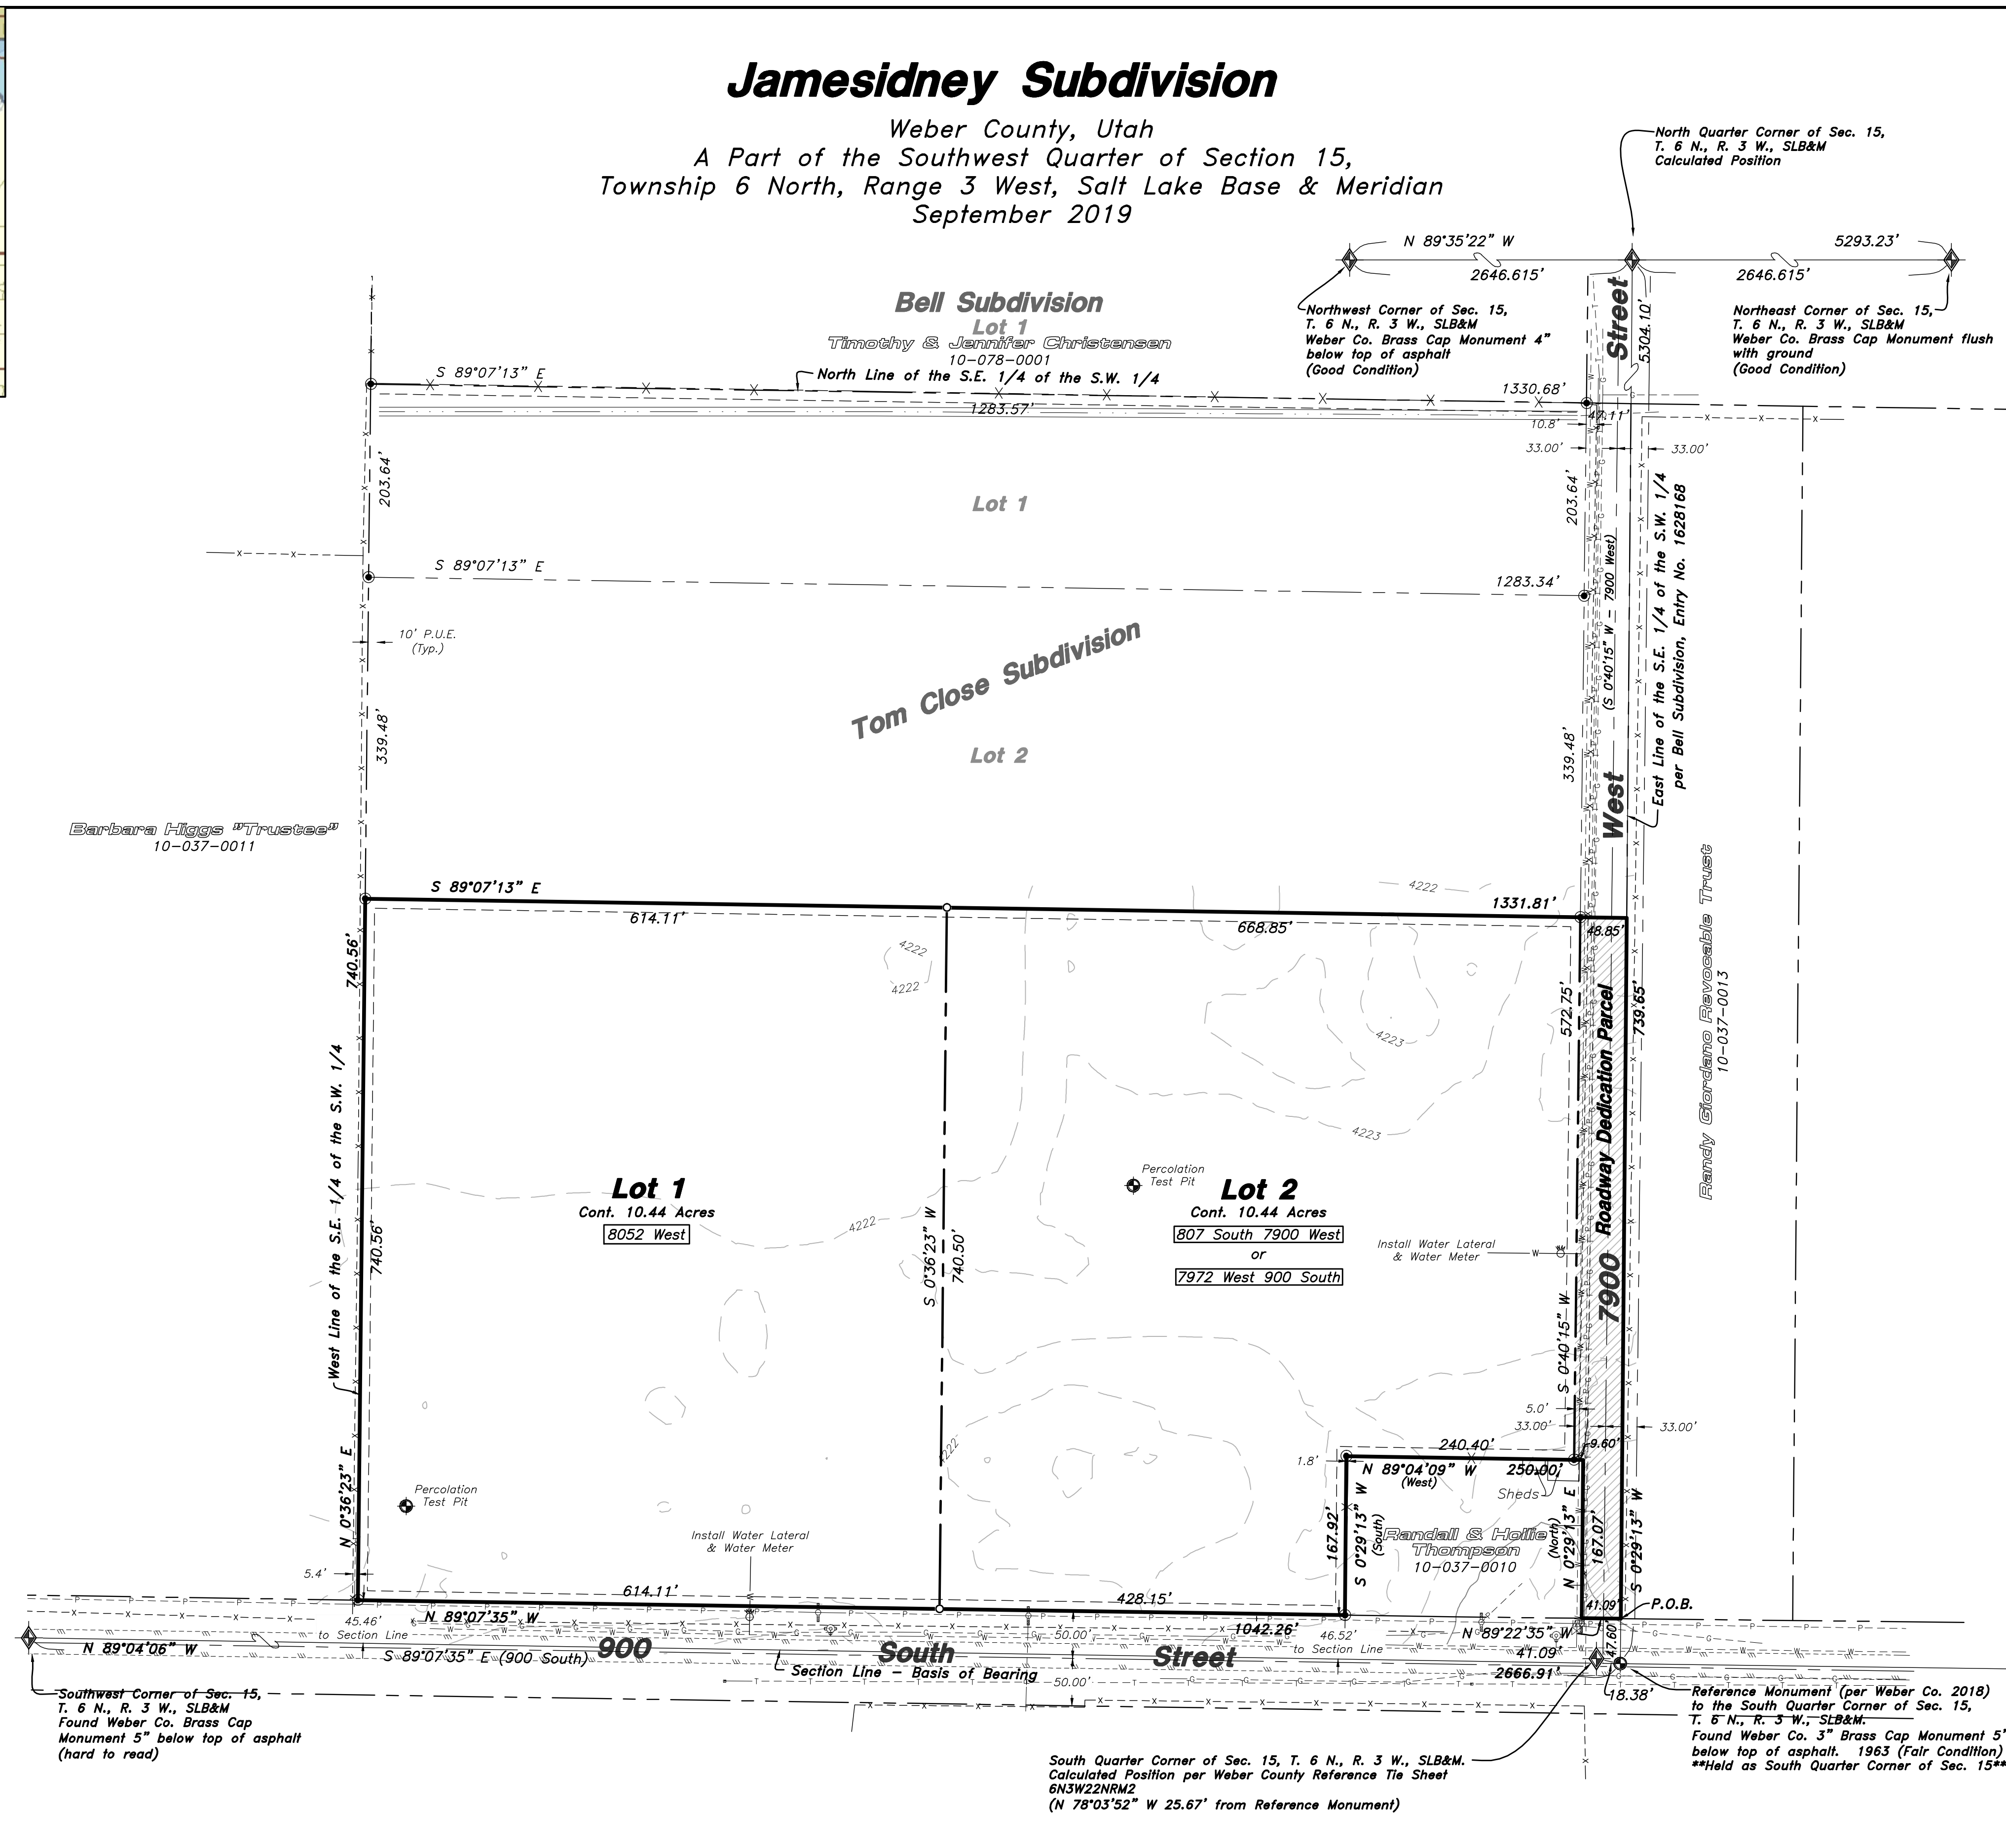 Jamesidney Subdivision
Weber County, Utah
A Part of the Southwest Quarter of Section 15,
Township 6 North, Range 3 West, Salt Lake Base & Meridian
September 2019
North Quarter Corner of Sec. 15,
T. 6 N., R. 3 W., SLB&M
Calculated Position
N 89°35'22" W
5293.23'
2646.615'
2646.615'
Northwest Corner of Sec. 15,
T. 6 N., R. 3 W., SLB&M
Weber Co. Brass Cap Monument 4"
below top of asphalt
(Good Condition)
Northeast Corner of Sec. 15,
T. 6 N., R. 3 W., SLB&M
Weber Co. Brass Cap Monument flush
with ground
(Good Condition)
Street
5304.10'
Bell Subdivision
Lot 1
Timothy & Jennifer Christensen
10-078-0001
North Line of the S.E. 1/4 of the S.W. 1/4
S 89°07'13" E
1330.68'
1283.57'
47.11'
10.8'
33.00'
33.00'
203.64'
203.64'
Lot 1
S 89°07'13" E
1283.34'
10' P.U.E.
(Typ.)
Tom Close Subdivision
Lot 2
339.48'
339.48'
(S 0°40'15" W - 7900 West)
East Line of the S.E. 1/4 of the S.W. 1/4
per Bell Subdivision, Entry No. 1628168
West
Barbara Higgs "Trustee"
10-037-0011
Randy Giordano Revocable Trust
10-037-0013
S 89°07'13" E
1331.81'
614.11'
668.85'
48.85'
4222
4222
4222
740.56'
572.75'
739.65'
Roadway Dedication Parcel
4223
4223
West Line of the S.E. 1/4 of the S.W. 1/4
740.56'
Lot 1
Cont. 10.44 Acres
8052 West
4222
S 0°36'23" W
740.50'
Percolation
Test Pit
Lot 2
Cont. 10.44 Acres
807 South 7900 West
or
7972 West 900 South
Install Water Lateral
& Water Meter
7900
S 0°40'15" W
5.0'
33.00'
33.00'
N 0°36'23" E
4222
Percolation
Test Pit
Install Water Lateral
& Water Meter
240.40'
9.60'
1.8'
N 89°04'09" W
250.00'
(West)
Sheds
167.92'
S 0°29'13" W
(South)
Randall & Hollie
Thompson
10-037-0010
(North)
N 0°29'13" E
167.07'
S 0°29'13" W
5.4'
614.11'
428.15'
41.09'
P.O.B.
45.46'
to Section Line
N 89°07'35" W
1042.26'
50.00'
46.52'
to Section Line
N 89°22'35" W
41.09'
47.60'
N 89°04'06" W
S 89°07'35" E (900 South)
900
South
Street
Section Line - Basis of Bearing
50.00'
2666.91'
18.38'
Southwest Corner of Sec. 15,
T. 6 N., R. 3 W., SLB&M
Found Weber Co. Brass Cap
Monument 5" below top of asphalt
(hard to read)
Reference Monument (per Weber Co. 2018)
to the South Quarter Corner of Sec. 15,
T. 6 N., R. 3 W., SLB&M.
Found Weber Co. 3" Brass Cap Monument 5"
below top of asphalt. 1963 (Fair Condition)
**Held as South Quarter Corner of Sec. 15**
South Quarter Corner of Sec. 15, T. 6 N., R. 3 W., SLB&M.
Calculated Position per Weber County Reference Tie Sheet
6N3W22NRM2
(N 78°03'52" W 25.67' from Reference Monument)